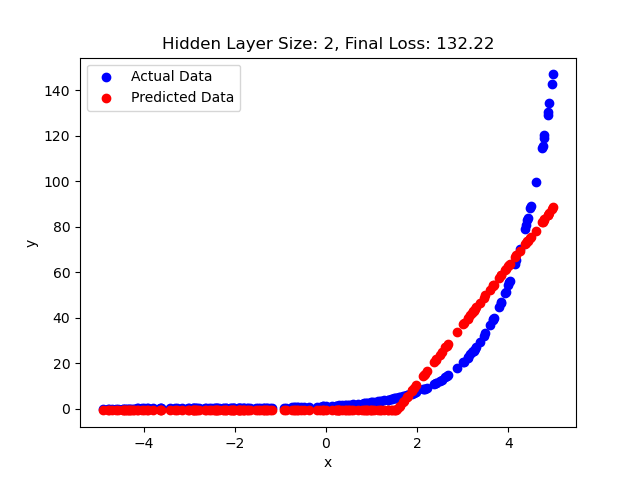 Hidden Layer Size: 2, Final Loss: 132.22
Actual Data
Predicted Data
140
120
100
80
60
40
20
0
y
−4
−2
0
2
4
x